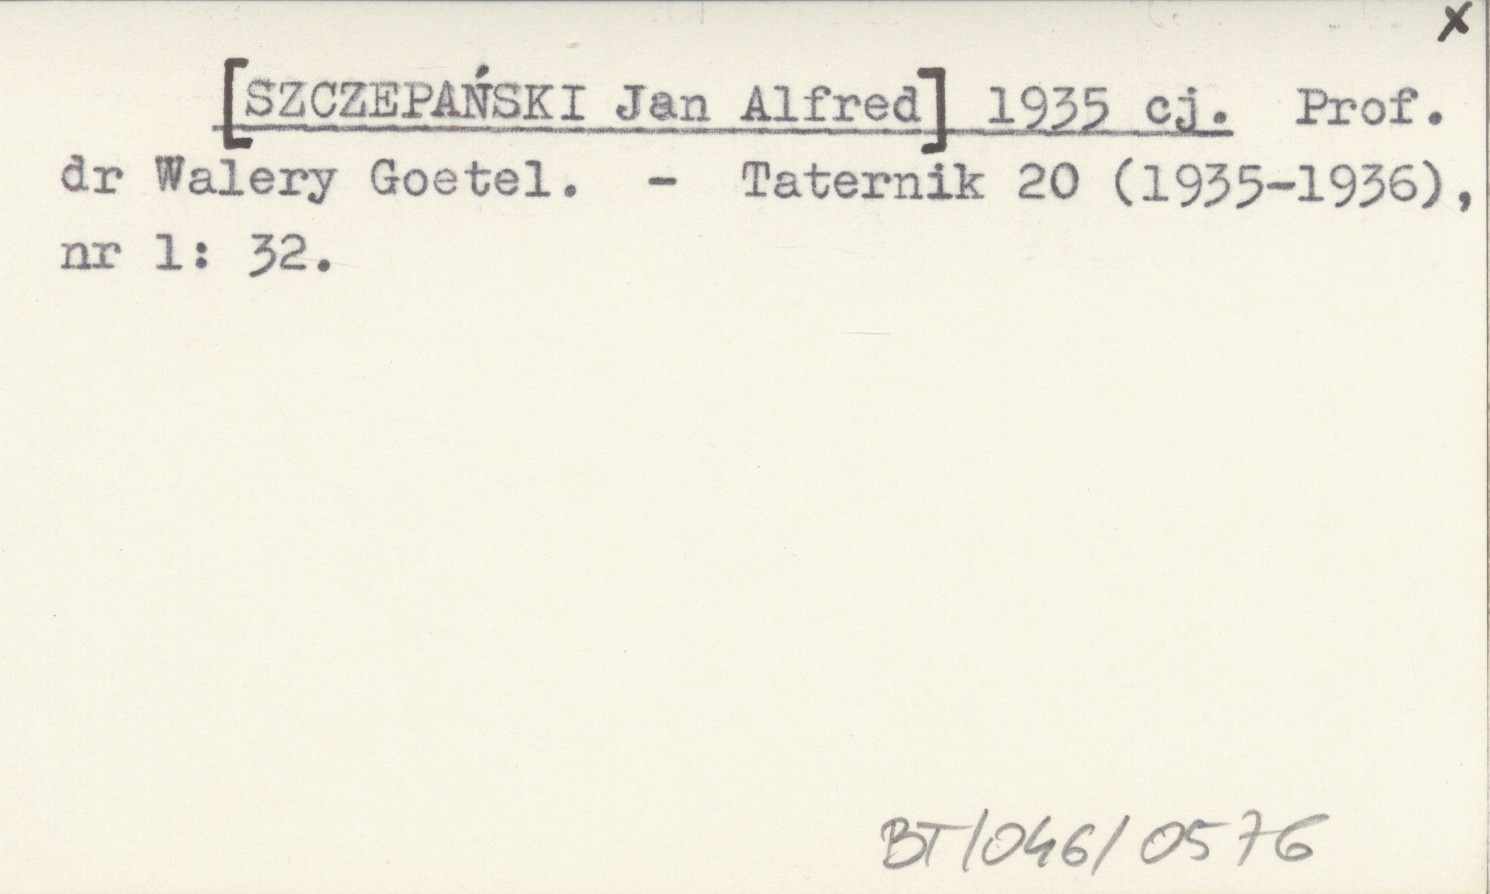 x
[SZCZEPAŃSKI Jan Alfred] 1935 cj. Prof.
dr Walery Goetel. - Taternik 20 (1935-1936),
nr 1: 32.
BT/046/0576